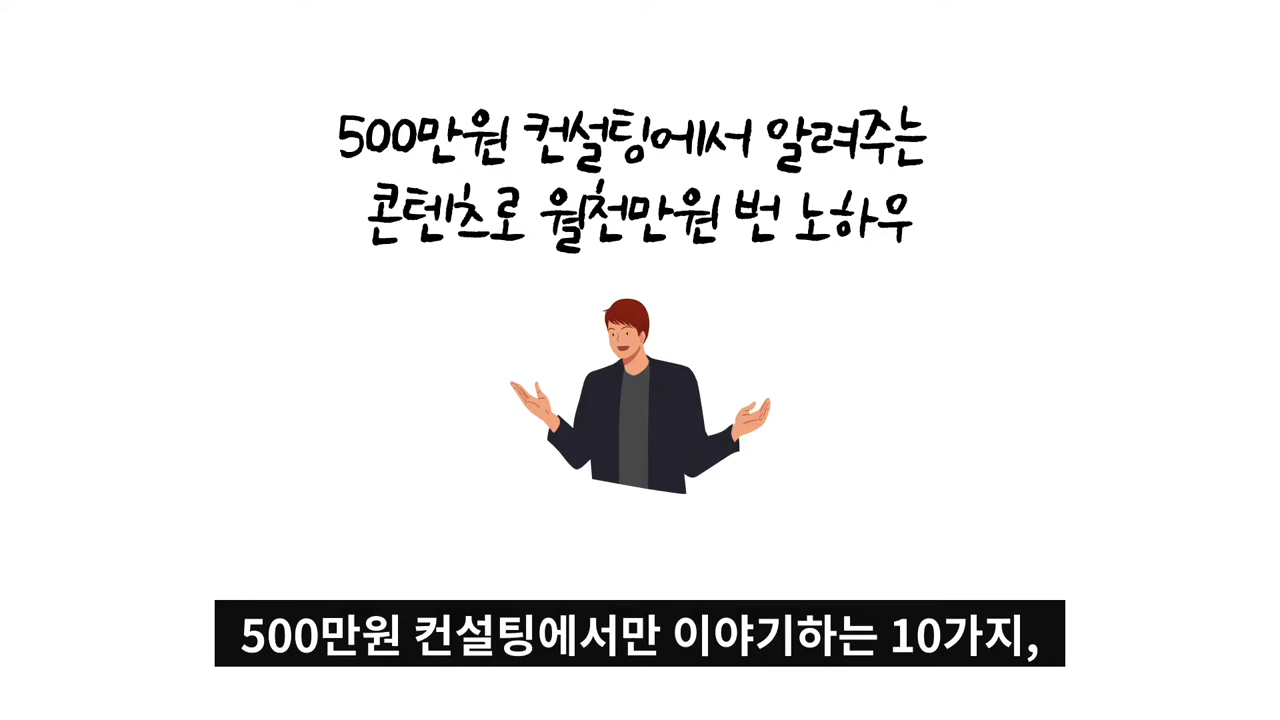 500만원 컨설팅에서 알려주는
콘텐츠로 월천만원 번 노하우
500만원 컨설팅에서만 이야기하는 10가지,